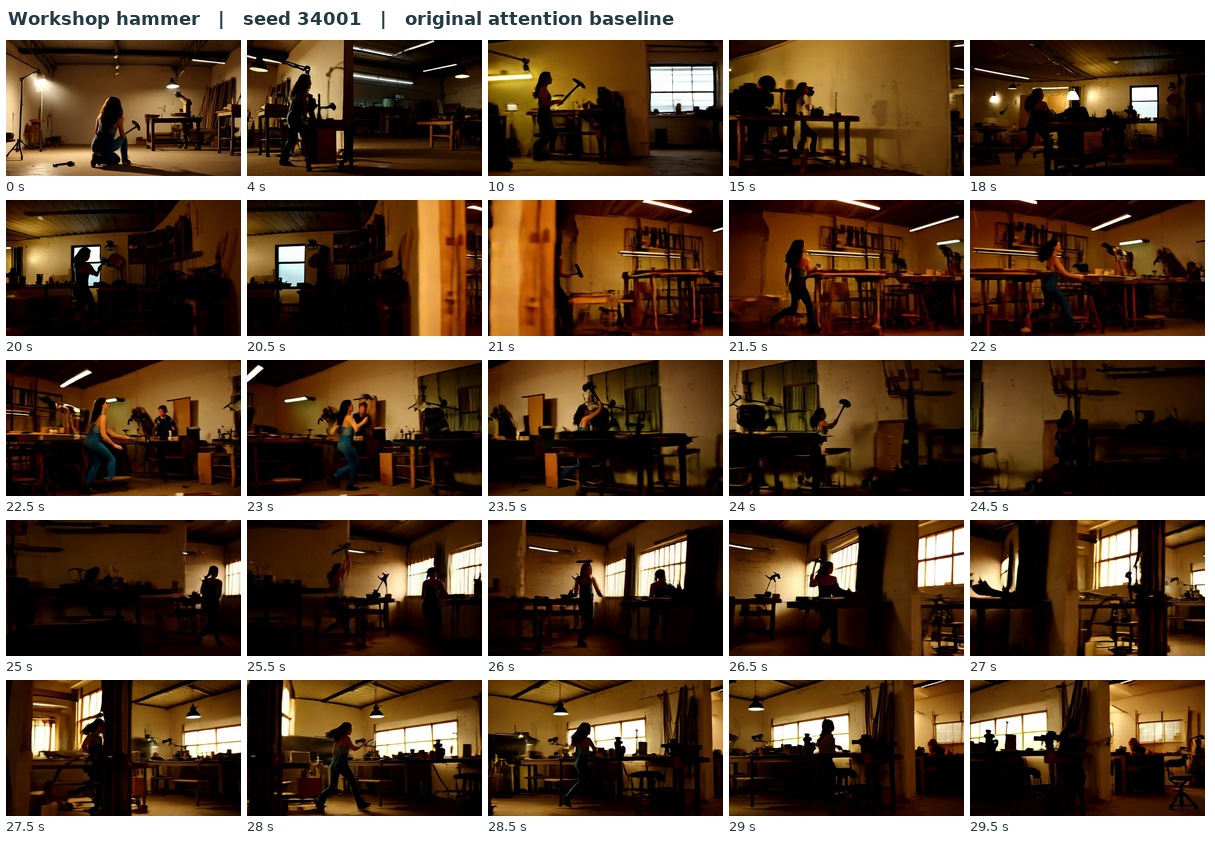 Workshop hammer | seed 34001 | original attention baseline
0 s 4 s 10 s 15 s 18 s
20 s 20.5 s 21 s 21.5 s 22 s
22.5 s 23 s 23.5 s 24 s 24.5 s
25 s 25.5 s 26 s 26.5 s 27 s
27.5 s 28 s 28.5 s 29 s 29.5 s